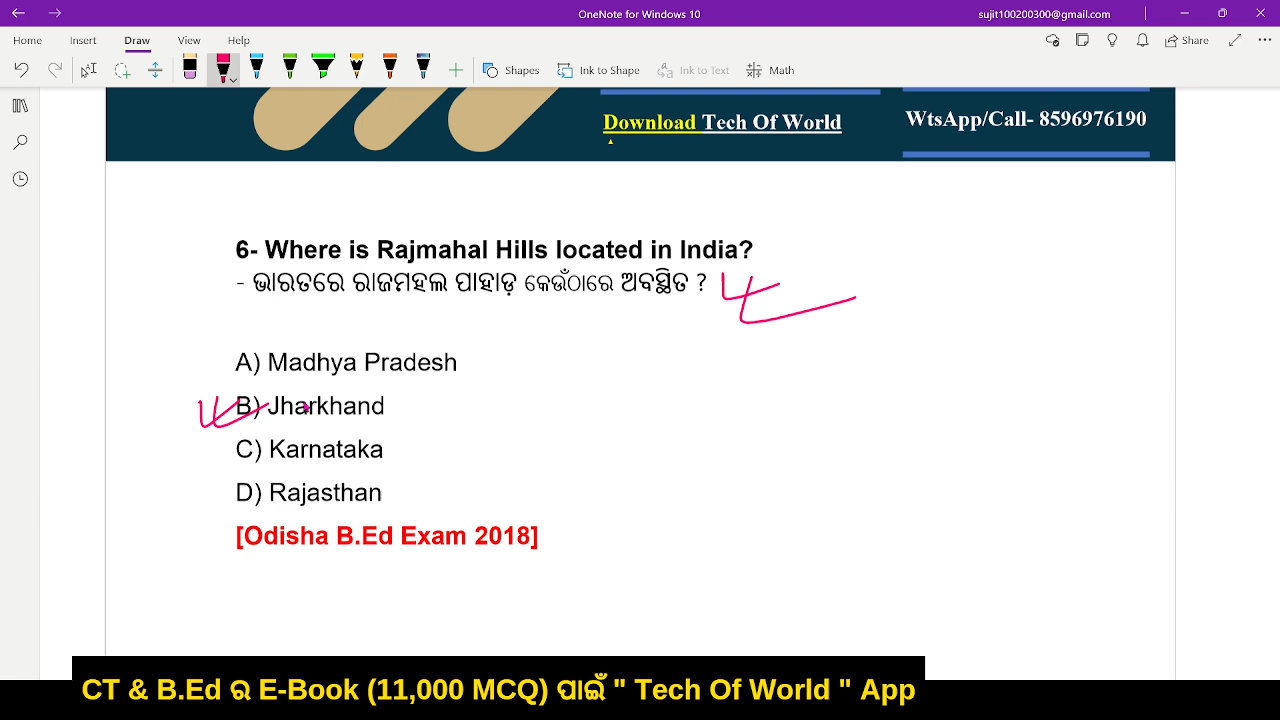 OneNote for Windows 10
sujit100200300@gmail.com
Home Insert Draw View Help
Share
Shapes Ink to Shape Ink to Text Math
Download Tech Of World
WtsApp/Call- 8596976190
6- Where is Rajmahal Hills located in India?
- ଭାରତରେ ରାଜମହଲ ପାହାଡ଼ କେଉଁଠାରେ ଅବସ୍ଥିତ ?
A) Madhya Pradesh
B) Jharkhand
C) Karnataka
D) Rajasthan
[Odisha B.Ed Exam 2018]
CT & B.Ed ର E-Book (11,000 MCQ) ପାଇଁ " Tech Of World " App